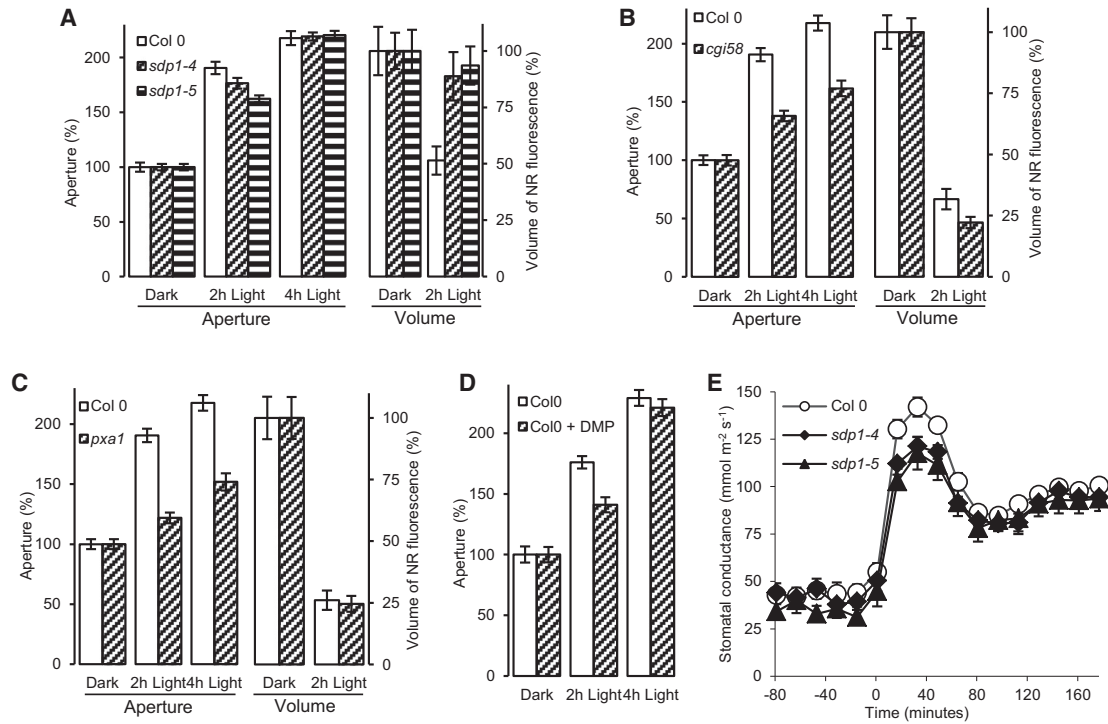 A
Col 0
sdp1-4
sdp1-5
Aperture (%)
200
150
100
50
0
Volume of NR fluorescence (%)
100
75
50
25
0
Dark 2h Light 4h Light Dark 2h Light
Aperture Volume
B
Col 0
cgi58
Aperture (%)
200
150
100
50
0
Volume of NR fluorescence (%)
100
75
50
25
0
Dark 2h Light 4h Light Dark 2h Light
Aperture Volume
C
Col 0
pxa1
Aperture (%)
200
150
100
50
0
Volume of NR fluorescence (%)
100
75
50
25
0
Dark 2h Light 4h Light Dark 2h Light
Aperture Volume
D
Col0
Col0 + DMP
Aperture (%)
200
150
100
50
0
Dark 2h Light 4h Light
E
Col 0
sdp1-4
sdp1-5
Stomatal conductance (mmol m-2 s-1)
150
125
100
75
50
25
0
-80 -40 0 40 80 120 160
Time (minutes)